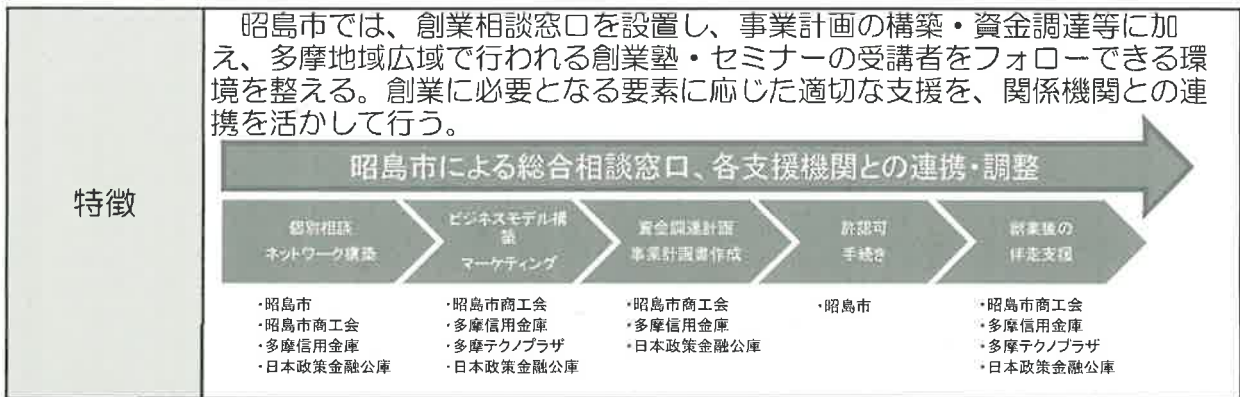 特徴
昭島市では、創業相談窓口を設置し、事業計画の構築・資金調達等に加
え、多摩地域広域で行われる創業塾・セミナーの受講者をフォローできる環
境を整える。創業に必要となる要素に応じた適切な支援を、関係機関との連
携を活かして行う。
昭島市による総合相談窓口、各支援機関との連携・調整
個別相談
ネットワーク構築
・昭島市
・昭島市商工会
・多摩信用金庫
・日本政策金融公庫
ビジネスモデル構
築
マーケティング
・昭島市商工会
・多摩信用金庫
・多摩テクノプラザ
・日本政策金融公庫
資金調達計画
事業計画書作成
・昭島市商工会
・多摩信用金庫
・日本政策金融公庫
許認可
手続き
・昭島市
創業後の
伴走支援
・昭島市商工会
・多摩信用金庫
・多摩テクノプラザ
・日本政策金融公庫